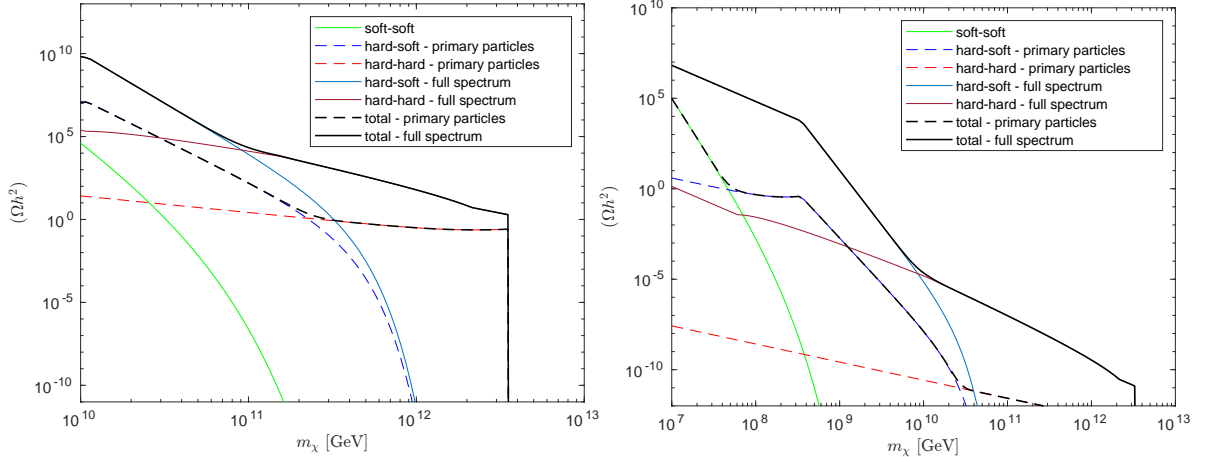 10^10
10^5
10^0
10^-5
10^-10
(Ωh²)
soft-soft
hard-soft - primary particles
hard-hard - primary particles
hard-soft - full spectrum
hard-hard - full spectrum
total - primary particles
total - full spectrum
10^10
10^11
10^12
10^13
m_χ [GeV]
10^10
10^5
10^0
10^-5
10^-10
(Ωh²)
soft-soft
hard-soft - primary particles
hard-hard - primary particles
hard-soft - full spectrum
hard-hard - full spectrum
total - primary particles
total - full spectrum
10^7
10^8
10^9
10^10
10^11
10^12
10^13
m_χ [GeV]